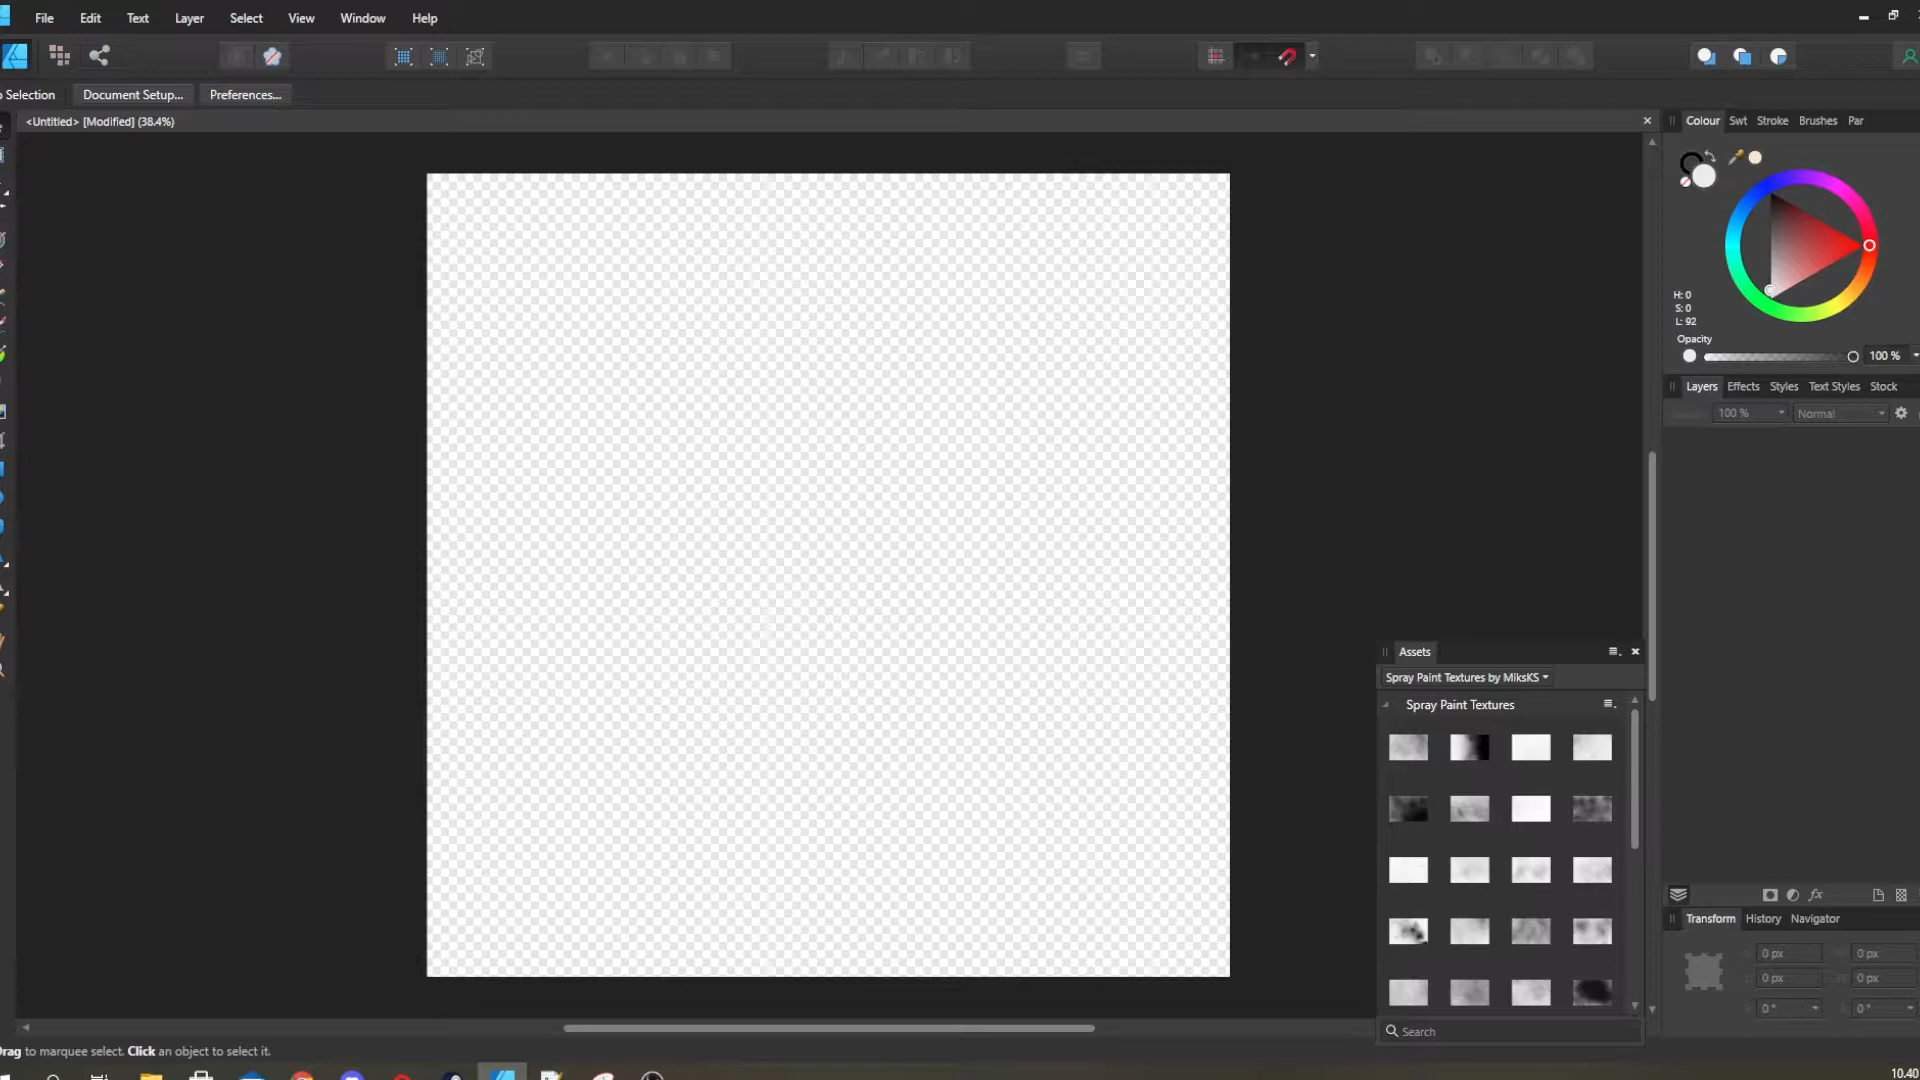 File Edit Text Layer Select View Window Help
Selection Document Setup... Preferences...
<Untitled> [Modified] (38.4%)
Colour Swt Stroke Brushes Par
H: 0
S: 0
L: 92
Opacity
100 %
Layers Effects Styles Text Styles Stock
100 % Normal
Assets
Spray Paint Textures by MiksKS
Spray Paint Textures
Transform History Navigator
0 px 0 px
0 px 0 px
0 ° 0 °
Search
Drag to marquee select. Click an object to select it.
10.40